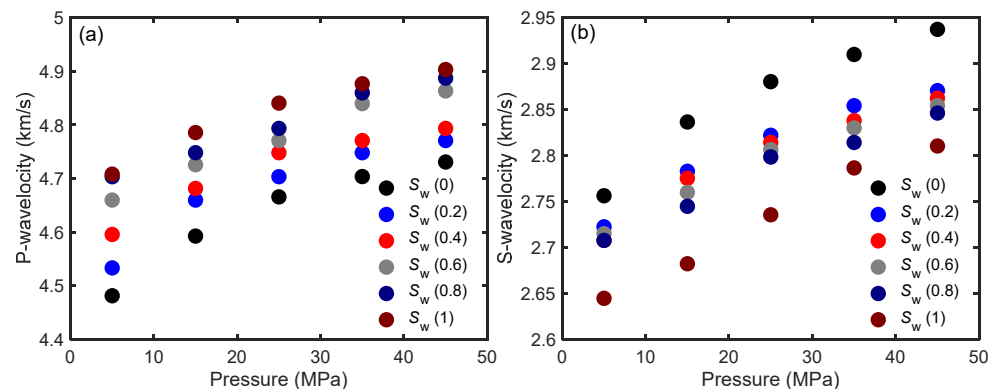 (a)
P-wavelocity (km/s)
5
4.9
4.8
4.7
4.6
4.5
4.4
0 10 20 30 40 50
Pressure (MPa)
Sw (0)
Sw (0.2)
Sw (0.4)
Sw (0.6)
Sw (0.8)
Sw (1)
(b)
S-wavelocity (km/s)
2.95
2.9
2.85
2.8
2.75
2.7
2.65
2.6
0 10 20 30 40 50
Pressure (MPa)
Sw (0)
Sw (0.2)
Sw (0.4)
Sw (0.6)
Sw (0.8)
Sw (1)